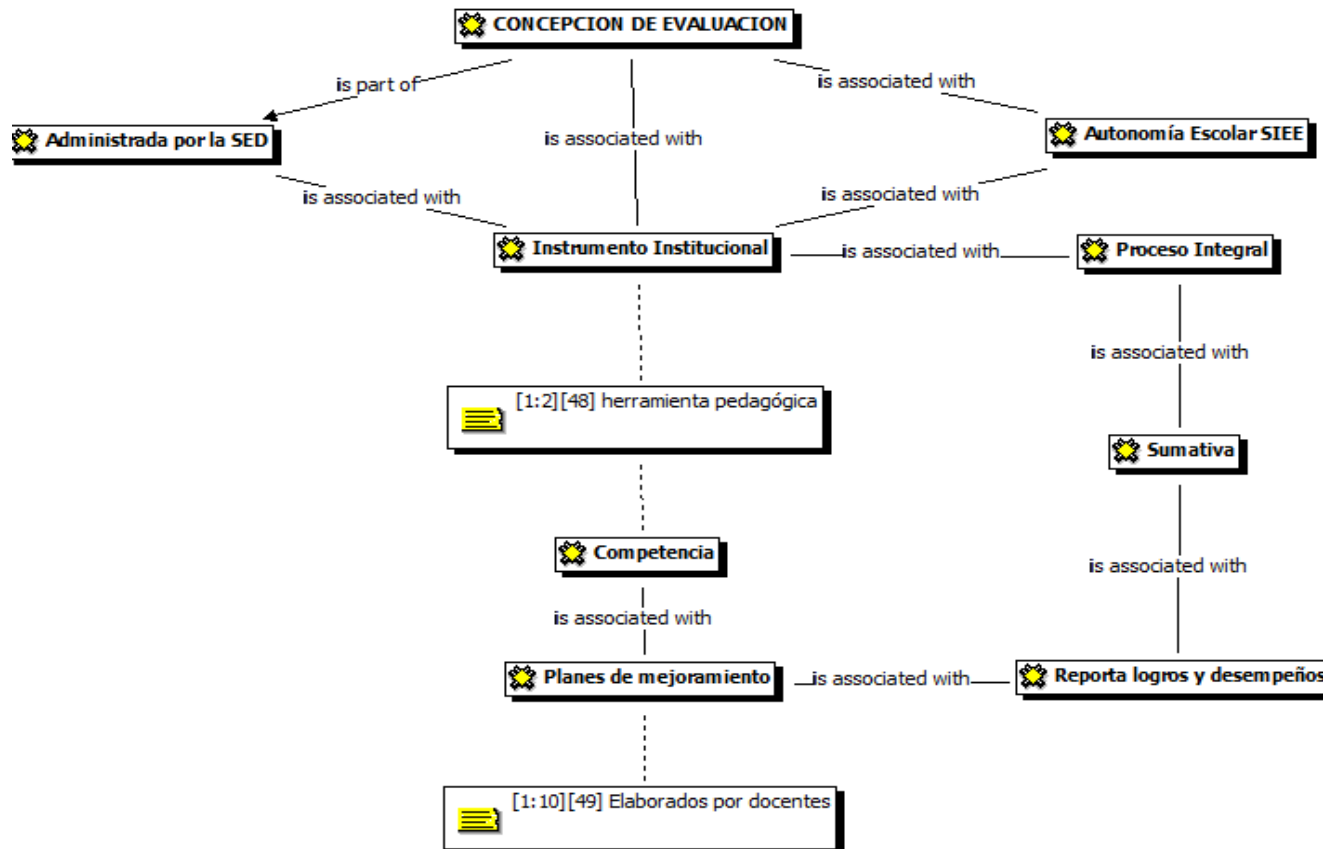 CONCEPCION DE EVALUACION
is part of
is associated with
is associated with
Administrada por la SED
Autonomía Escolar SIEE
is associated with
is associated with
Instrumento Institucional
is associated with
Proceso Integral
is associated with
[1:2][48] herramienta pedagógica
Sumativa
Competencia
is associated with
is associated with
Planes de mejoramiento
is associated with
Reporta logros y desempeños
[1:10][49] Elaborados por docentes